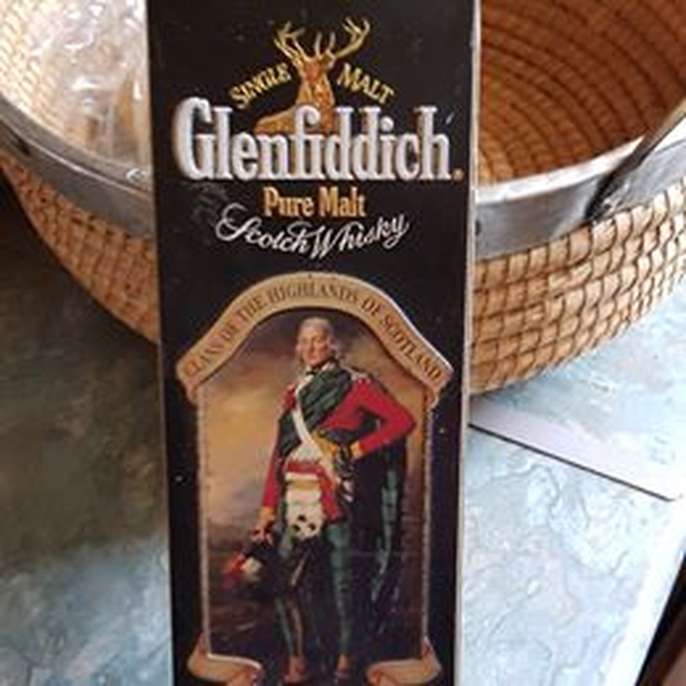 SINGLE MALT
Glenfiddich®
Pure Malt
Scotch Whisky
CLANS OF THE HIGHLANDS OF SCOTLAND